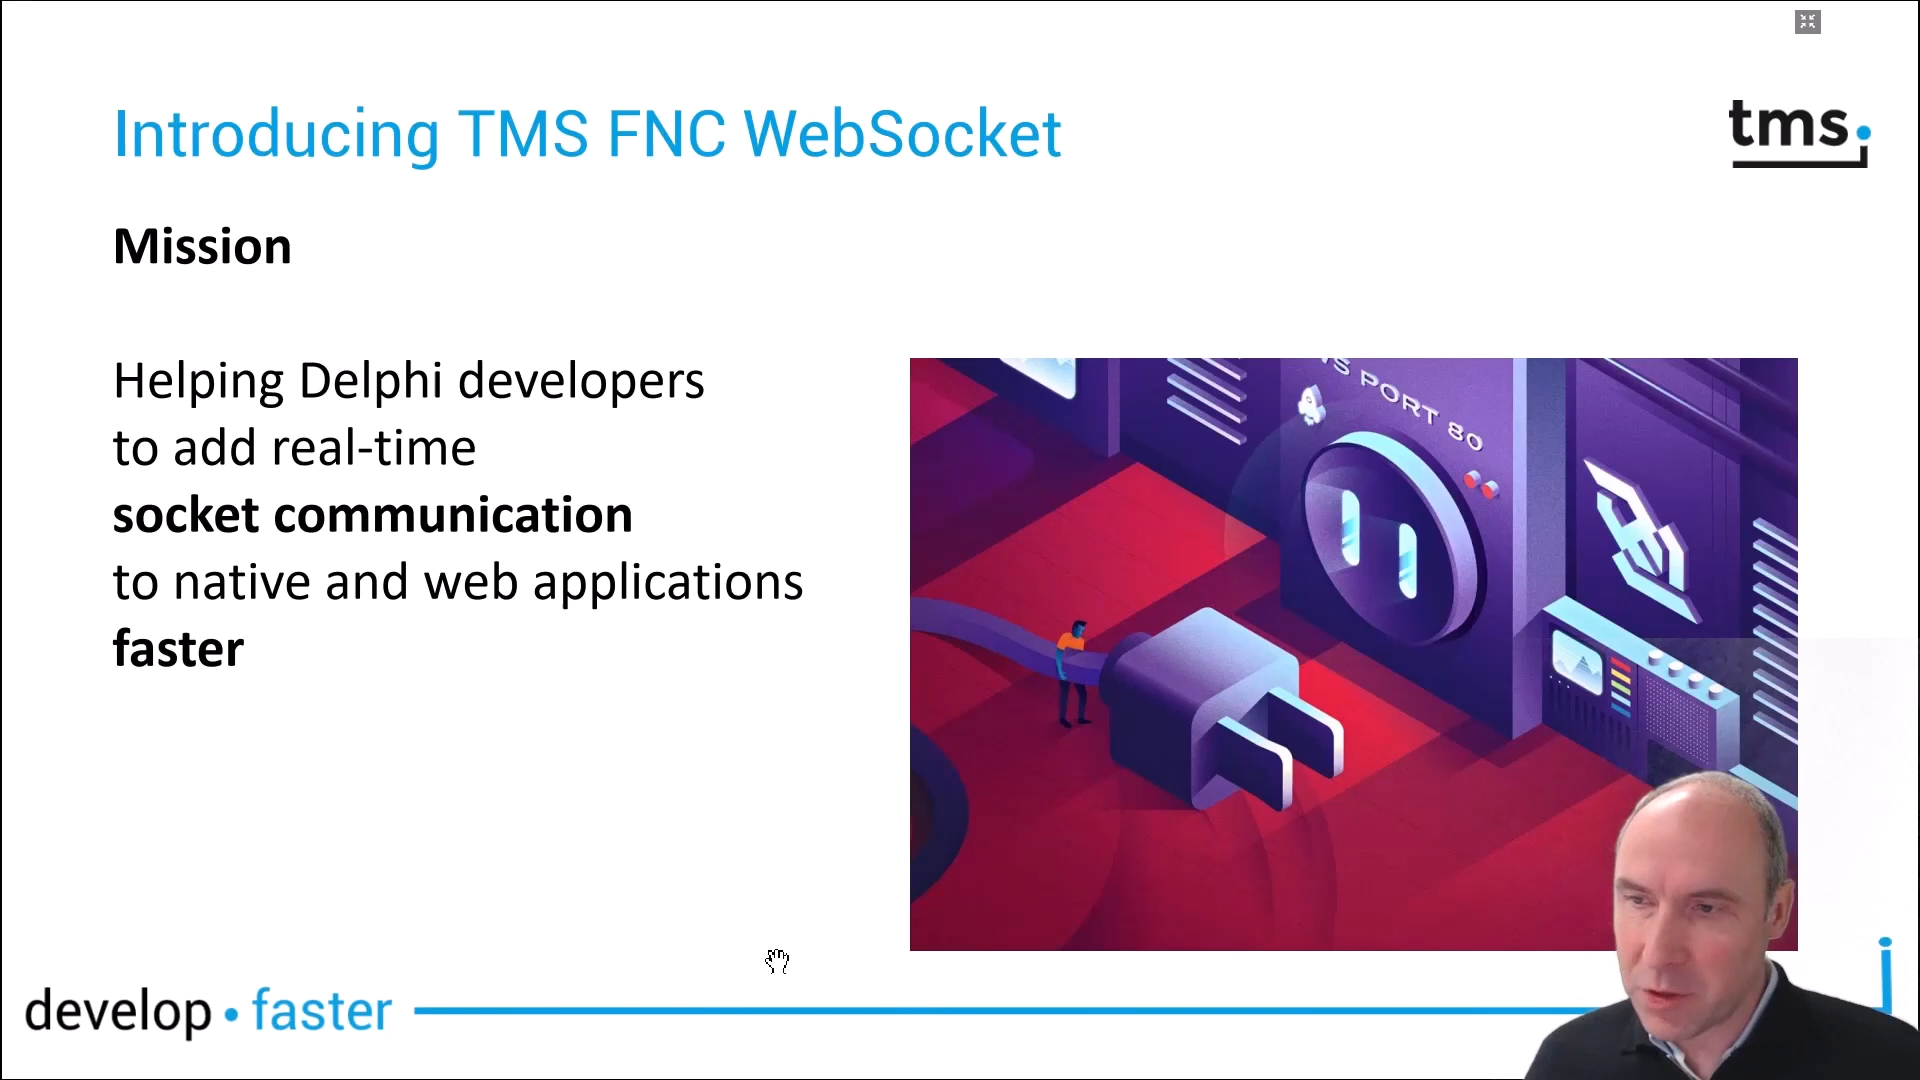 Introducing TMS FNC WebSocket
tms
Mission
Helping Delphi developers
to add real-time
socket communication
to native and web applications
faster
PORT 80
develop • faster